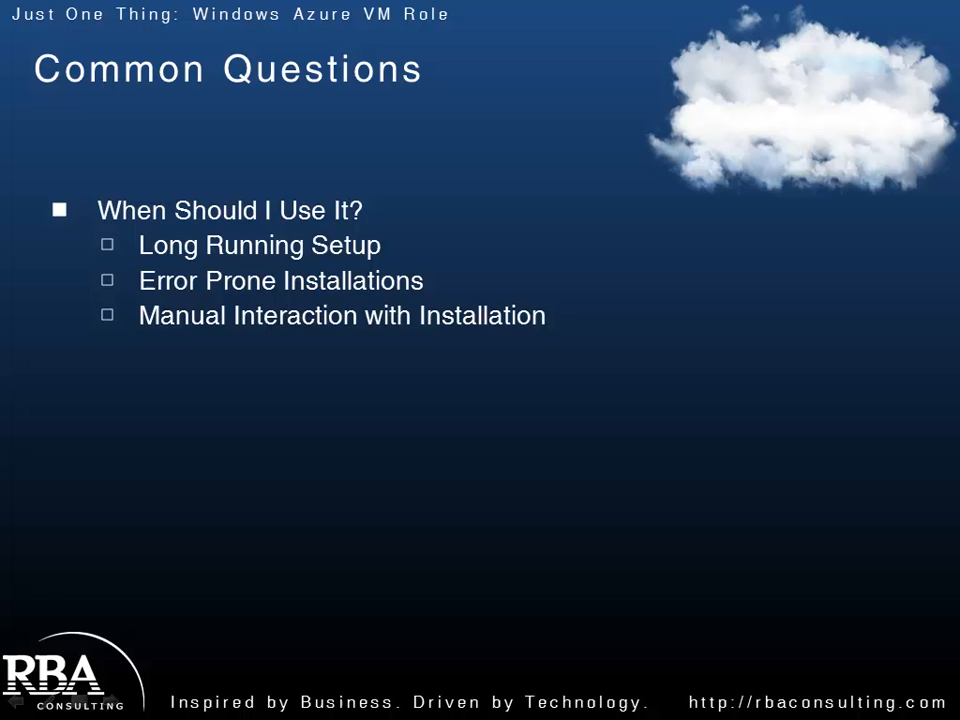 Just One Thing: Windows Azure VM Role
Common Questions
When Should I Use It?
Long Running Setup
Error Prone Installations
Manual Interaction with Installation
RBA
CONSULTING
Inspired by Business. Driven by Technology. http://rbaconsulting.com